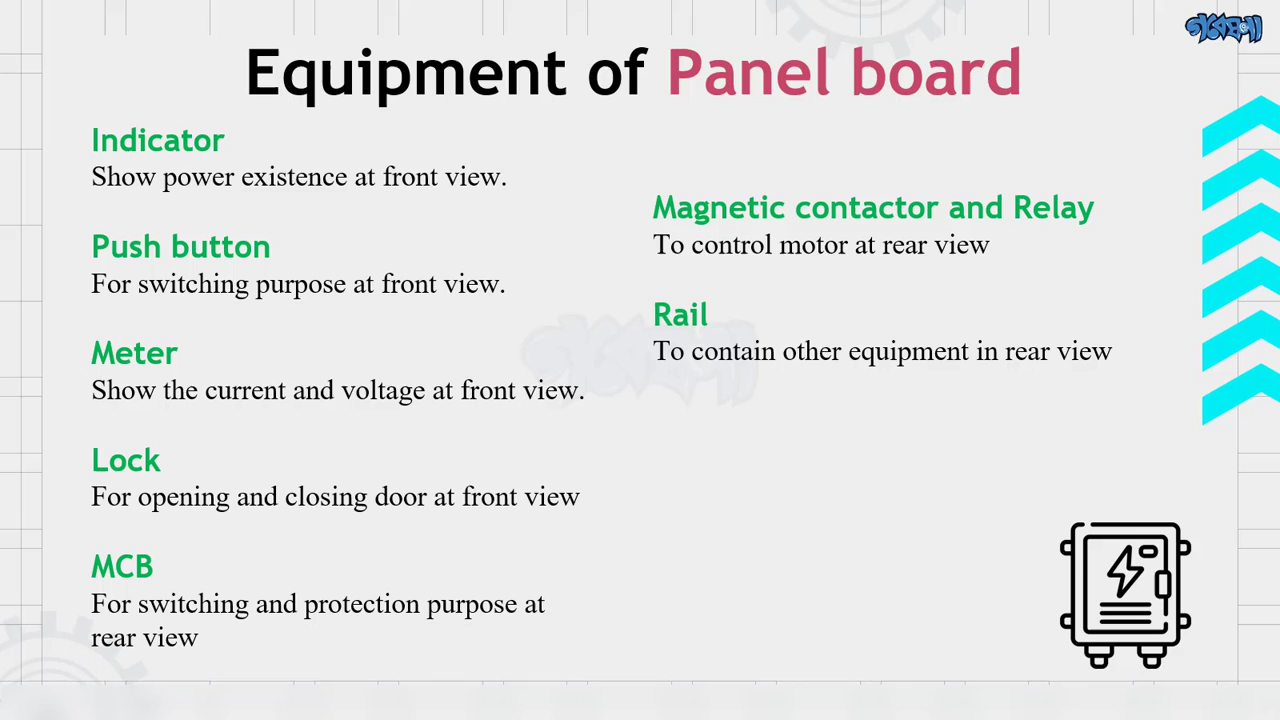 গবেষণা
Equipment of Panel board
Indicator
Show power existence at front view.
Push button
For switching purpose at front view.
Meter
Show the current and voltage at front view.
Lock
For opening and closing door at front view
MCB
For switching and protection purpose at
rear view
Magnetic contactor and Relay
To control motor at rear view
Rail
To contain other equipment in rear view